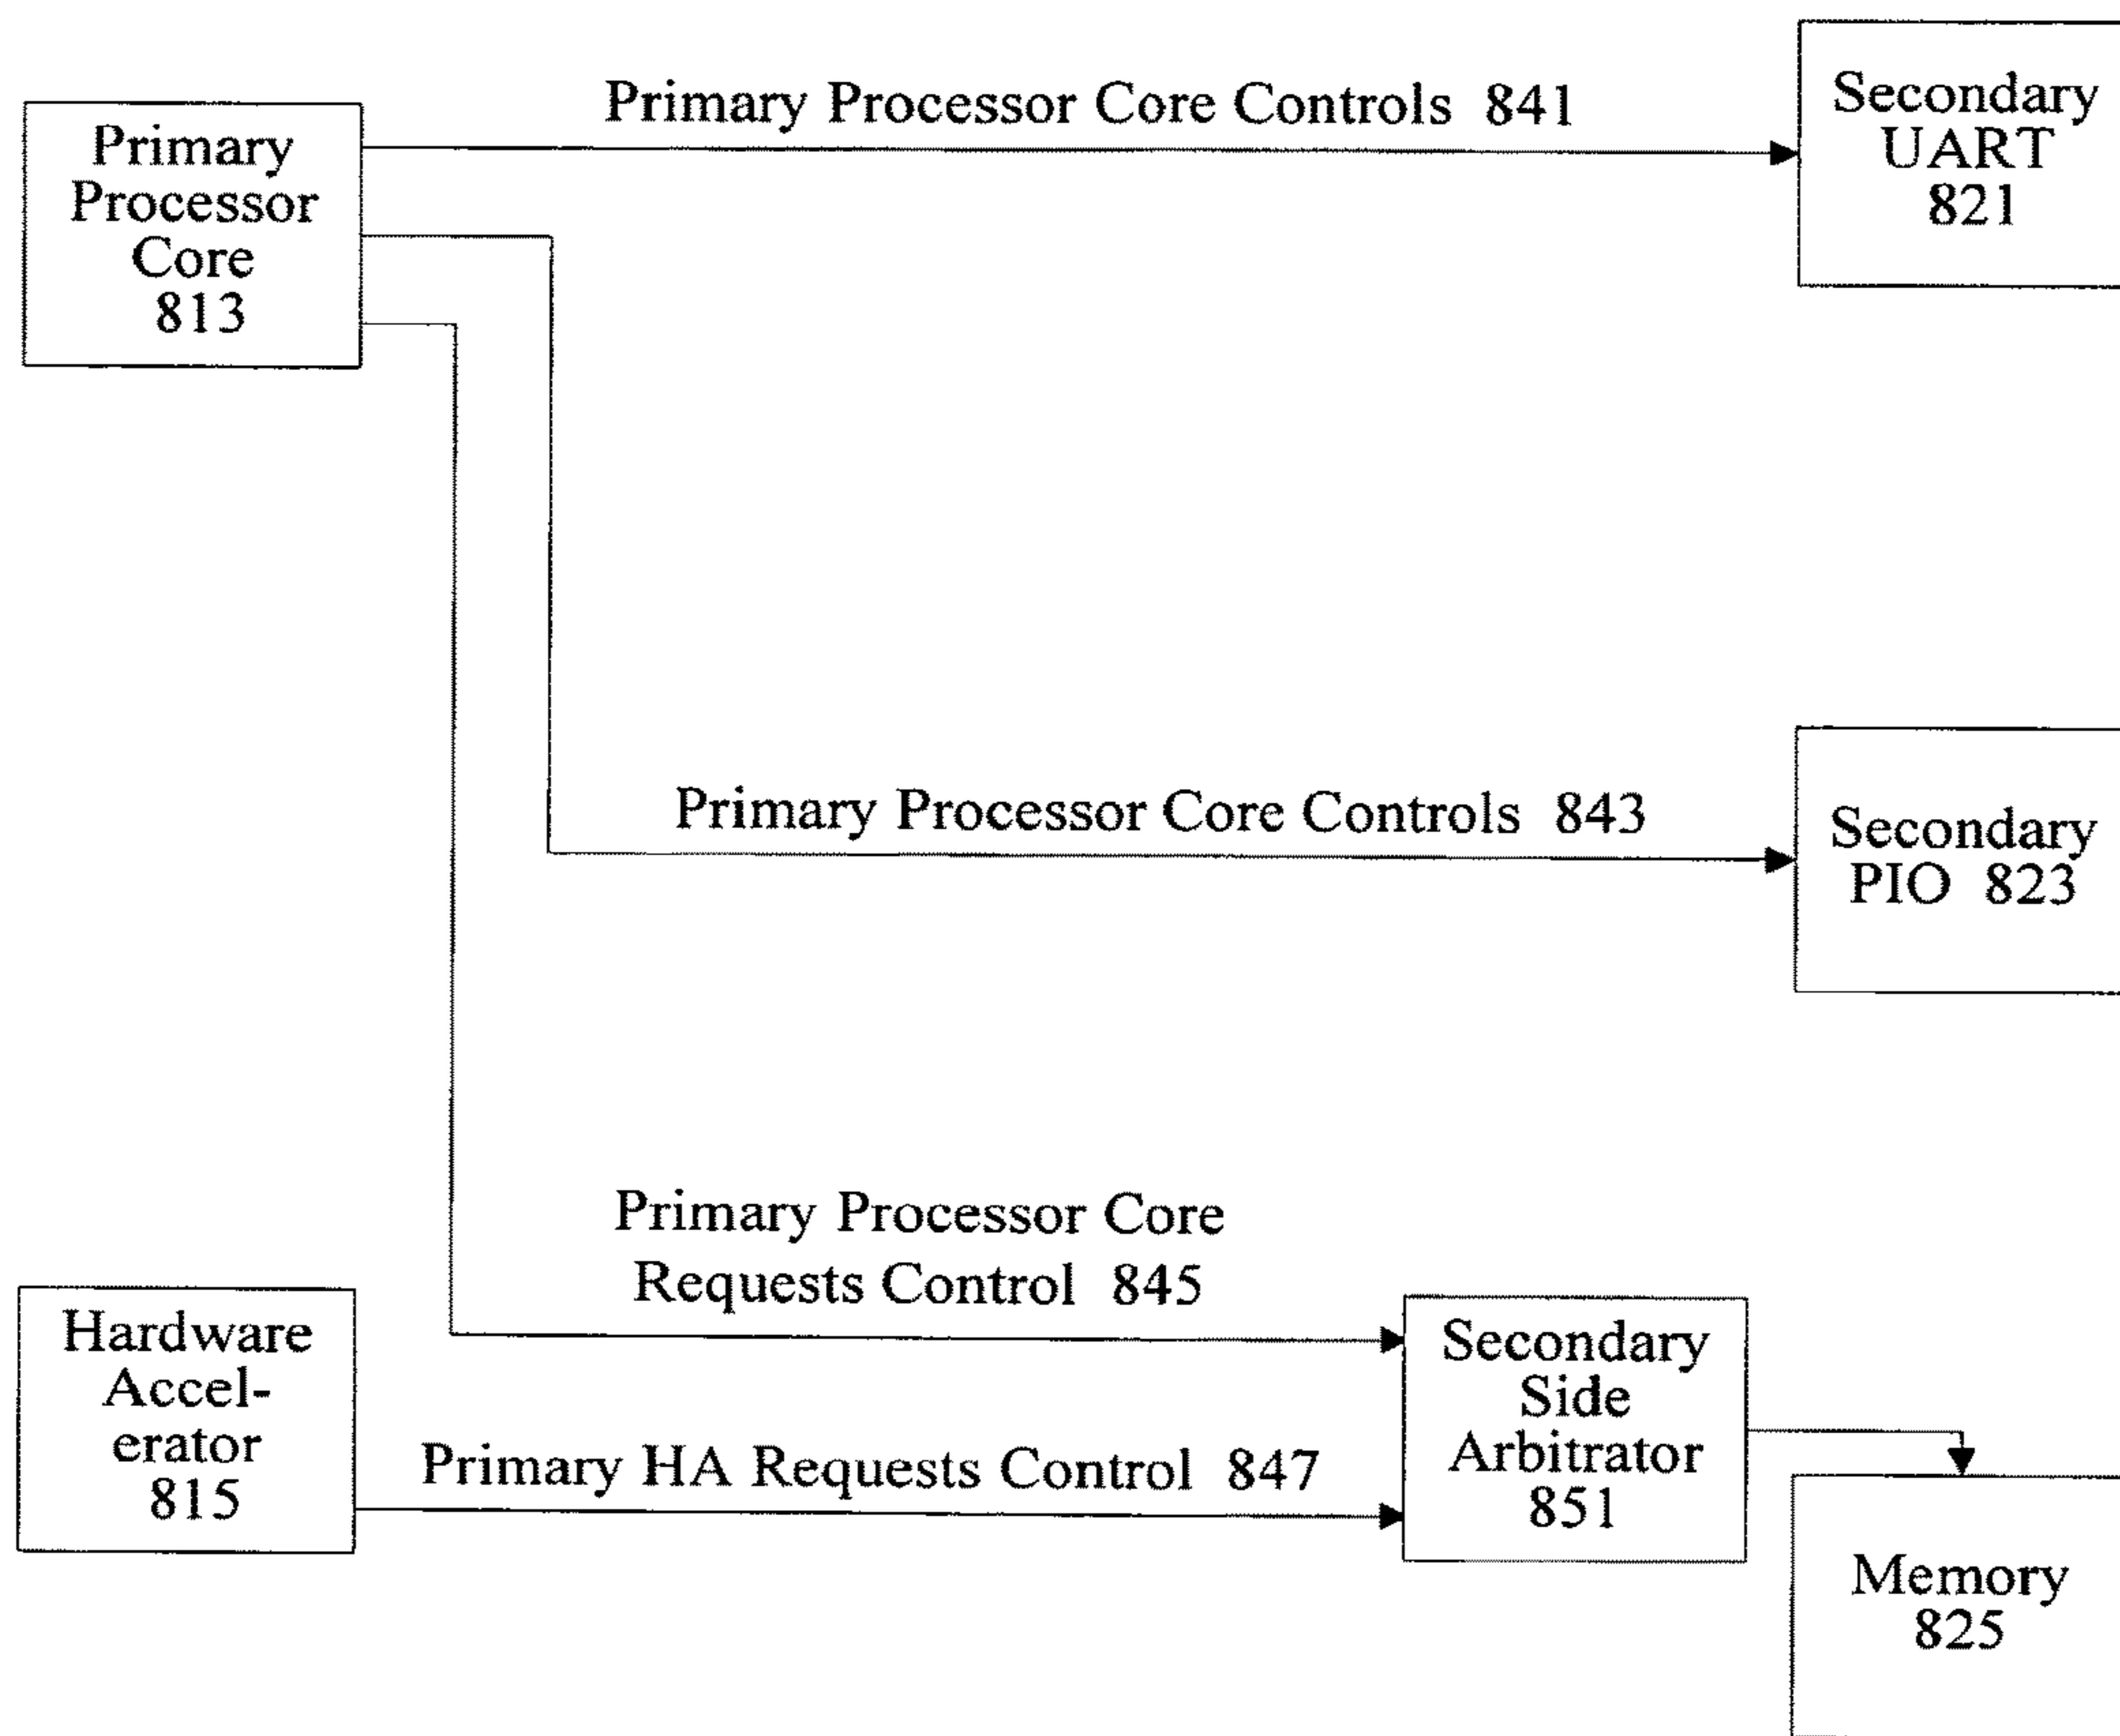 Primary Processor Core Controls 841
Secondary
UART
821
Primary
Processor
Core
813
Primary Processor Core Controls 843
Secondary
PIO 823
Primary Processor Core
Requests Control 845
Hardware
Accel-
erator
815
Primary HA Requests Control 847
Secondary
Side
Arbitrator
851
Memory
825